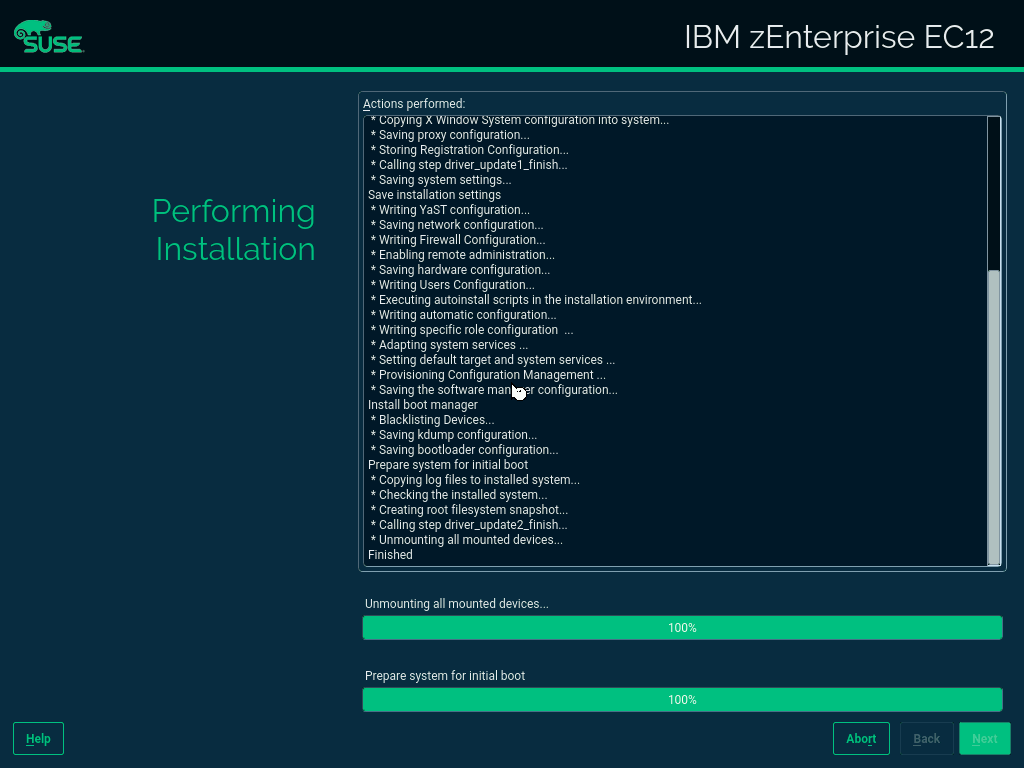 SUSE
IBM zEnterprise EC12
Performing
Installation
Actions performed:
* Copying X Window System configuration into system...
* Saving proxy configuration...
* Storing Registration Configuration...
* Calling step driver_update1_finish...
* Saving system settings...
Save installation settings
* Writing YaST configuration...
* Saving network configuration...
* Writing Firewall Configuration...
* Enabling remote administration...
* Saving hardware configuration...
* Writing Users Configuration...
* Executing autoinstall scripts in the installation environment...
* Writing automatic configuration...
* Writing specific role configuration  ...
* Adapting system services ...
* Setting default target and system services ...
* Provisioning Configuration Management ...
* Saving the software manager configuration...
Install boot manager
* Blacklisting Devices...
* Saving kdump configuration...
* Saving bootloader configuration...
Prepare system for initial boot
* Copying log files to installed system...
* Checking the installed system...
* Creating root filesystem snapshot...
* Calling step driver_update2_finish...
* Unmounting all mounted devices...
Finished
Unmounting all mounted devices...
100%
Prepare system for initial boot
100%
Help
Abort
Back
Next